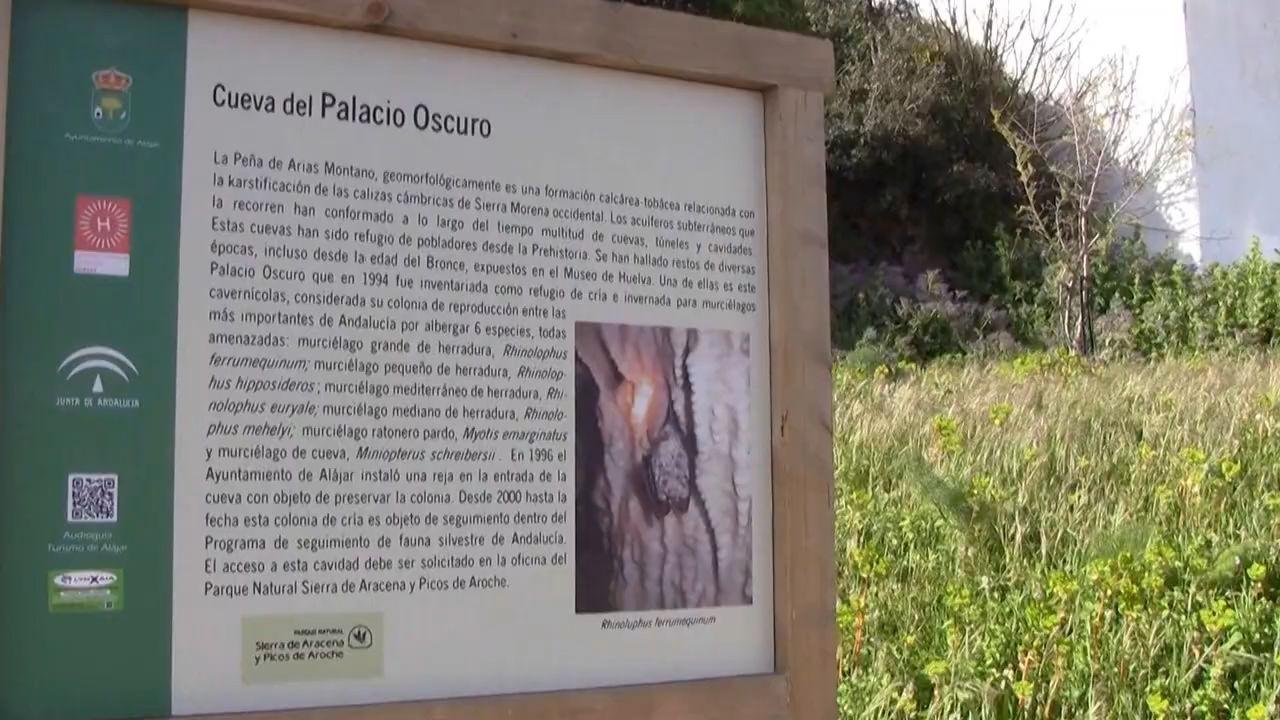 Cueva del Palacio Oscuro
La Peña de Arias Montano, geomorfológicamente es una formación calcárea-tobácea relacionada con
la karstificación de las calizas cámbricas de Sierra Morena occidental. Los acuíferos subterráneos que
la recorren han conformado a lo largo del tiempo multitud de cuevas, túneles y cavidades.
Estas cuevas han sido refugio de pobladores desde la Prehistoria. Se han hallado restos de diversas
épocas, incluso desde la edad del Bronce, expuestos en el Museo de Huelva. Una de ellas es este
Palacio Oscuro que en 1994 fue inventariada como refugio de cría e invernada para murciélagos
cavernícolas, considerada su colonia de reproducción entre las
más importantes de Andalucía por albergar 6 especies, todas
amenazadas: murciélago grande de herradura, Rhinolophus
ferrumequinum; murciélago pequeño de herradura, Rhinolop-
hus hipposideros; murciélago mediterráneo de herradura, Rhi-
nolophus euryale; murciélago mediano de herradura, Rhinolo-
phus mehelyi; murciélago ratonero pardo, Myotis emarginatus
y murciélago de cueva, Miniopterus schreibersii. En 1996 el
Ayuntamiento de Alájar instaló una reja en la entrada de la
cueva con objeto de preservar la colonia. Desde 2000 hasta la
fecha esta colonia de cría es objeto de seguimiento dentro del
Programa de seguimiento de fauna silvestre de Andalucía.
El acceso a esta cavidad debe ser solicitado en la oficina del
Parque Natural Sierra de Aracena y Picos de Aroche.
Rhinoluphus ferrumequinum
PARQUE NATURAL
Sierra de Aracena
y Picos de Aroche
Ayuntamiento de Alájar
H
JUNTA DE ANDALUCIA
Audioguía
Turismo de Alájar
LYNXAIA